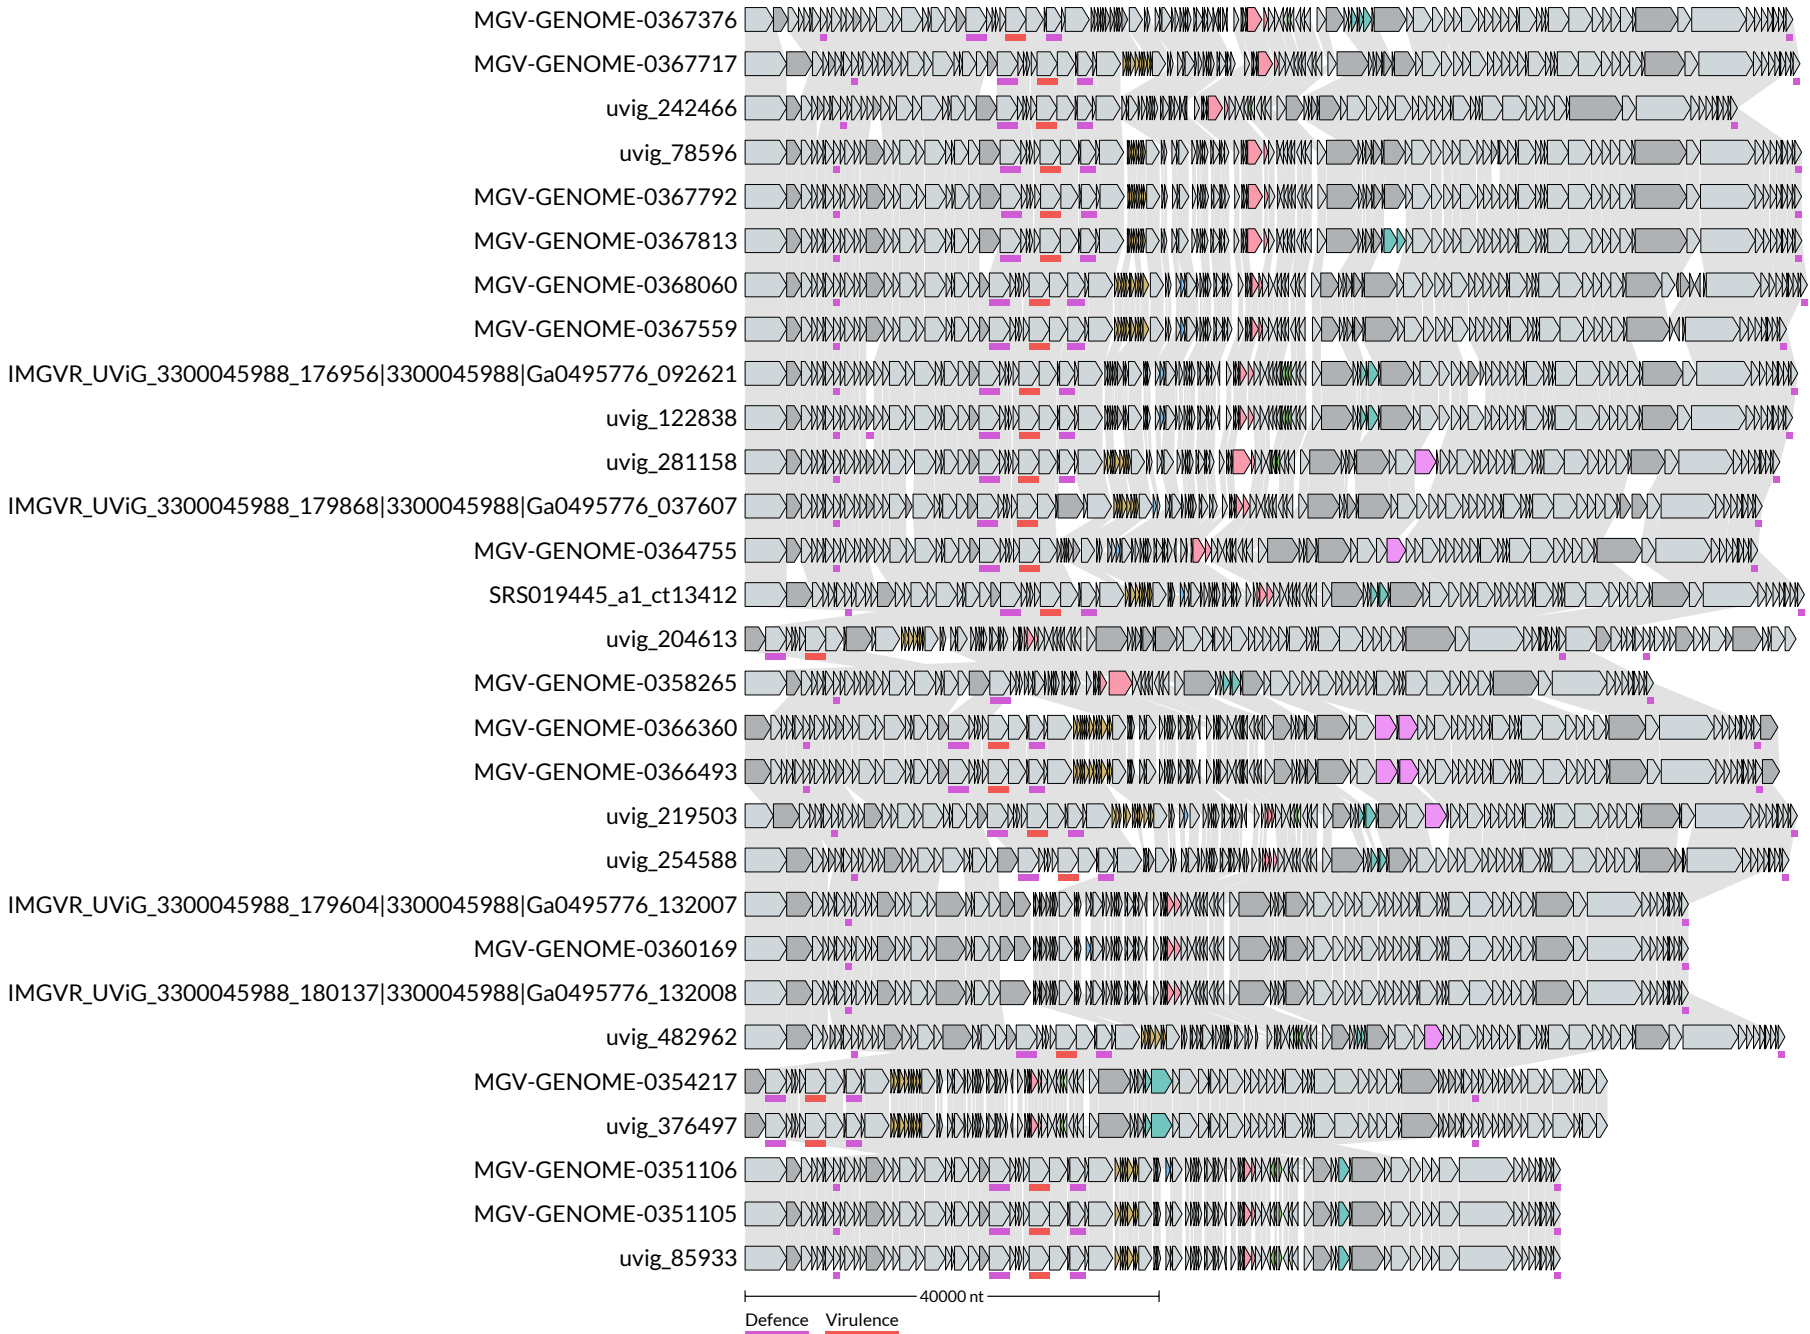 MGV-GENOME-0367376
MGV-GENOME-0367717
uvig_242466
uvig_78596
MGV-GENOME-0367792
MGV-GENOME-0367813
MGV-GENOME-0368060
MGV-GENOME-0367559
IMGVR_UViG_3300045988_176956|3300045988|Ga0495776_092621
uvig_122838
uvig_281158
IMGVR_UViG_3300045988_179868|3300045988|Ga0495776_037607
MGV-GENOME-0364755
SRS019445_a1_ct13412
uvig_204613
MGV-GENOME-0358265
MGV-GENOME-0366360
MGV-GENOME-0366493
uvig_219503
uvig_254588
IMGVR_UViG_3300045988_179604|3300045988|Ga0495776_132007
MGV-GENOME-0360169
IMGVR_UViG_3300045988_180137|3300045988|Ga0495776_132008
uvig_482962
MGV-GENOME-0354217
uvig_376497
MGV-GENOME-0351106
MGV-GENOME-0351105
uvig_85933
40000 nt
Defence Virulence